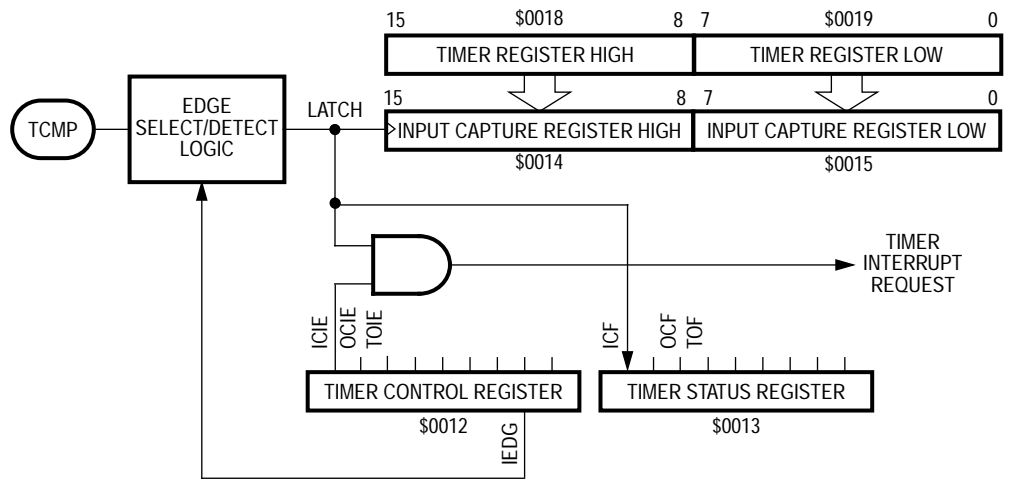 15 $0018 8 7 $0019 0
TIMER REGISTER HIGH TIMER REGISTER LOW
15 8 7 0
TCMP
EDGE
SELECT/DETECT
LOGIC
LATCH
INPUT CAPTURE REGISTER HIGH INPUT CAPTURE REGISTER LOW
$0014 $0015
TIMER
INTERRUPT
REQUEST
ICIE
OCIE
TOIE
ICF
OCF
TOF
TIMER CONTROL REGISTER TIMER STATUS REGISTER
$0012 $0013
IEDG